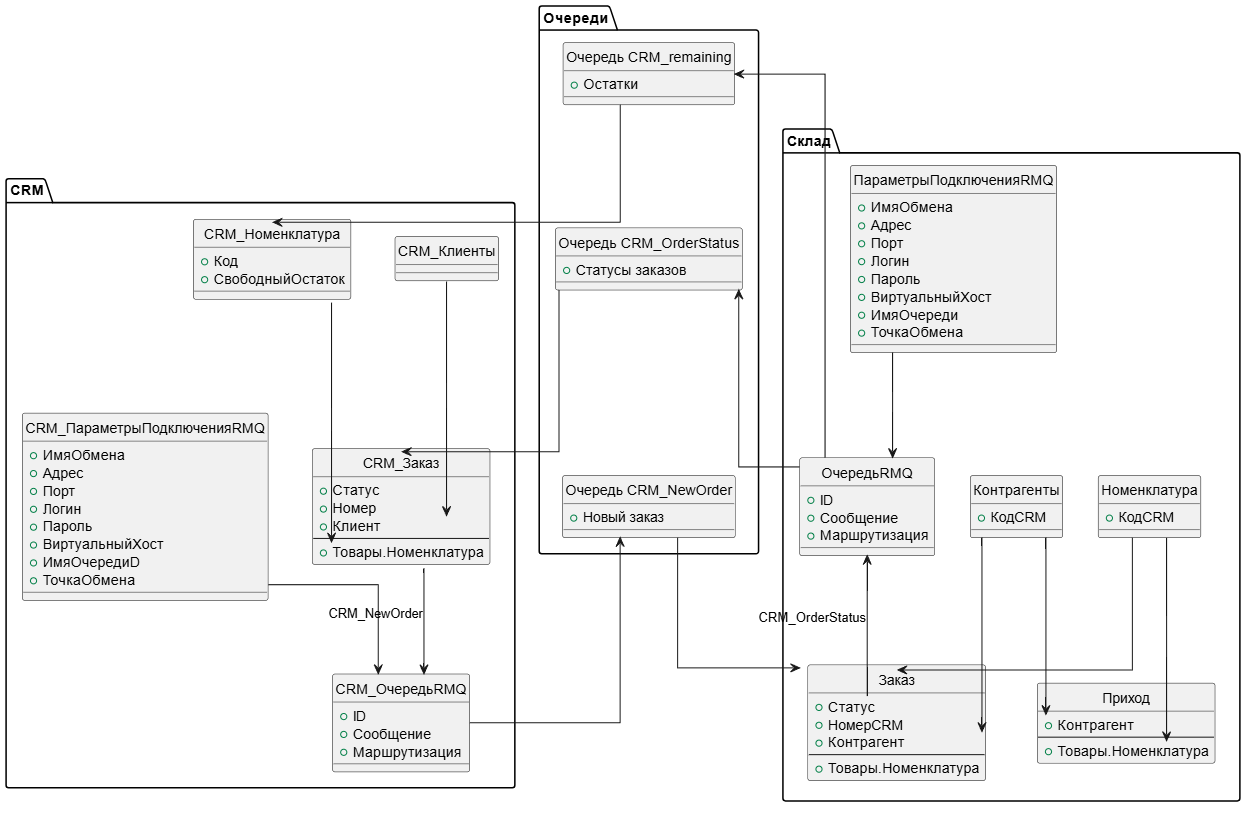 Очереди
Очередь CRM_remaining
Остатки
Очередь CRM_OrderStatus
Статусы заказов
Очередь CRM_NewOrder
Новый заказ
CRM
CRM_Номенклатура
Код
СвободныйОстаток
CRM_Клиенты
CRM_ПараметрыПодключенияRMQ
ИмяОбмена
Адрес
Порт
Логин
Пароль
ВиртуальныйХост
ИмяОчередиD
ТочкаОбмена
CRM_Заказ
Статус
Номер
Клиент
Товары.Номенклатура
CRM_NewOrder
CRM_ОчередьRMQ
ID
Сообщение
Маршрутизация
Склад
ПараметрыПодключенияRMQ
ИмяОбмена
Адрес
Порт
Логин
Пароль
ВиртуальныйХост
ИмяОчереди
ТочкаОбмена
ОчередьRMQ
ID
Сообщение
Маршрутизация
Контрагенты
КодCRM
Номенклатура
КодCRM
CRM_OrderStatus
Заказ
Статус
НомерCRM
Контрагент
Товары.Номенклатура
Приход
Контрагент
Товары.Номенклатура